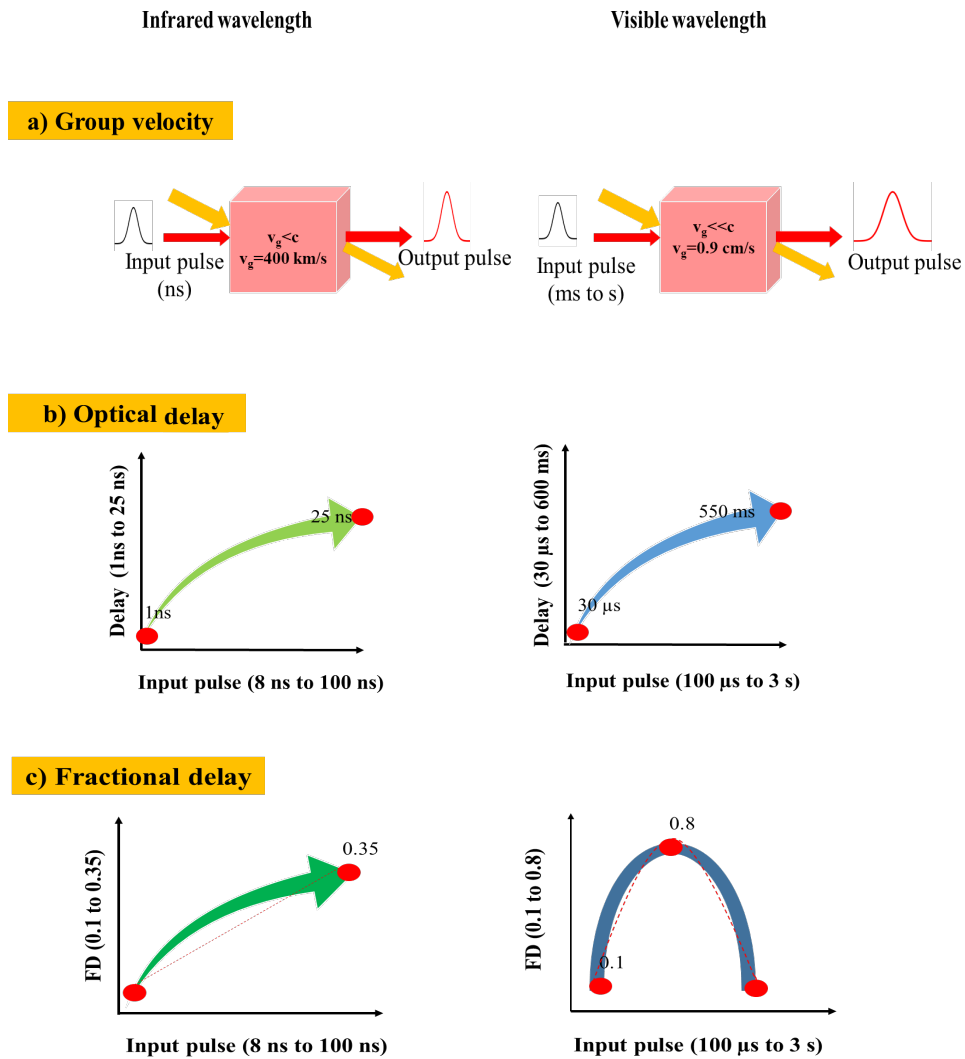 Infrared wavelength
Visible wavelength
a) Group velocity
v_g<c
v_g=400 km/s
Input pulse
(ns)
Output pulse
v_g<<c
v_g=0.9 cm/s
Input pulse
(ms to s)
Output pulse
b) Optical delay
Delay (1ns to 25 ns)
25 ns
1ns
Input pulse (8 ns to 100 ns)
Delay (30 µs to 600 ms)
550 ms
30 µs
Input pulse (100 µs to 3 s)
c) Fractional delay
FD (0.1 to 0.35)
0.35
Input pulse (8 ns to 100 ns)
FD (0.1 to 0.8)
0.8
0.1
Input pulse (100 µs to 3 s)